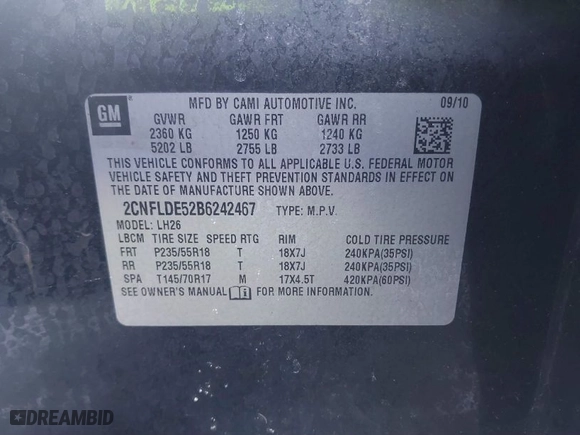 GM
MFD BY CAMI AUTOMOTIVE INC. 09/10
GVWR GAWR FRT GAWR RR
2360 KG 1250 KG 1240 KG
5202 LB 2755 LB 2733 LB
THIS VEHICLE CONFORMS TO ALL APPLICABLE U.S. FEDERAL MOTOR
VEHICLE SAFETY AND THEFT PREVENTION STANDARDS IN EFFECT ON
THE DATE OF MANUFACTURE SHOWN ABOVE.
2CNFLDE52B6242467 TYPE: M.P.V.
MODEL: LH26
LBCM TIRE SIZE SPEED RTG RIM COLD TIRE PRESSURE
FRT P235/55R18 T 18X7J 240KPA(35PSI)
RR P235/55R18 T 18X7J 240KPA(35PSI)
SPA T145/70R17 M 17X4.5T 420KPA(60PSI)
SEE OWNER'S MANUAL FOR MORE INFORMATION.
DREAMBID